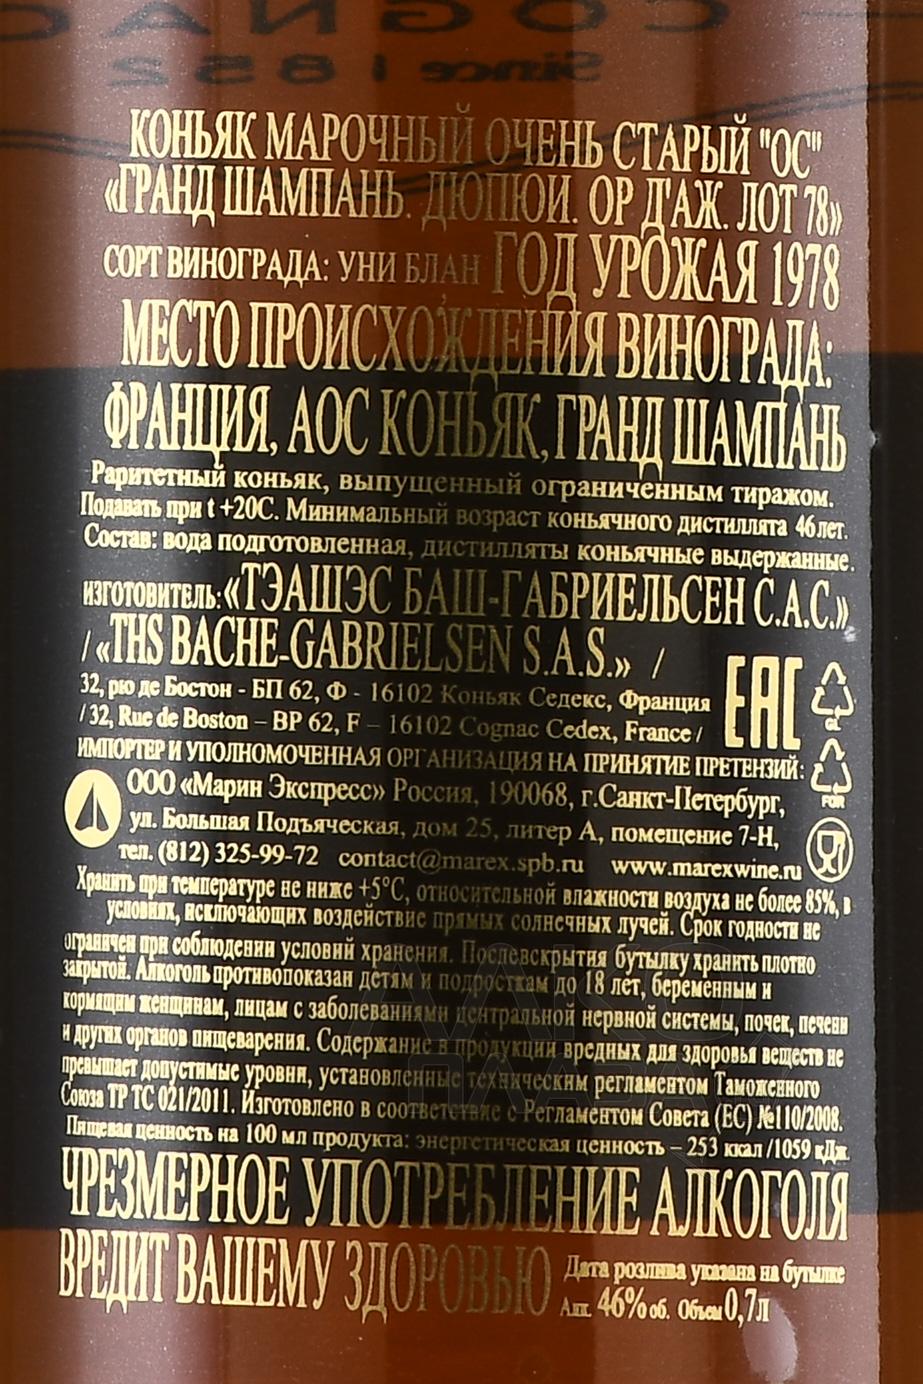 COGNAC
Since 1852
КОНЬЯК МАРОЧНЫЙ ОЧЕНЬ СТАРЫЙ "ОС"
«ГРАНД ШАМПАНЬ. ДЮПЮИ. ОР Д'АЖ. ЛОТ 78»
СОРТ ВИНОГРАДА: УНИ БЛАН ГОД УРОЖАЯ 1978
МЕСТО ПРОИСХОЖДЕНИЯ ВИНОГРАДА:
ФРАНЦИЯ, АОС КОНЬЯК, ГРАНД ШАМПАНЬ
Раритетный коньяк, выпущенный ограниченным тиражом.
Подавать при t +20С. Минимальный возраст коньячного дистиллята 46 лет.
Состав: вода подготовленная, дистилляты коньячные выдержанные.
ИЗГОТОВИТЕЛЬ: «ТЭАШЭС БАШ-ГАБРИЕЛЬСЕН С.А.С.»
/ «THS BACHE-GABRIELSEN S.A.S.» /
32, рю де Бостон - БП 62, Ф - 16102 Коньяк Седекс, Франция
/ 32, Rue de Boston – BP 62, F – 16102 Cognac Cedex, France /
EAC
GL
ИМПОРТЕР И УПОЛНОМОЧЕННАЯ ОРГАНИЗАЦИЯ НА ПРИНЯТИЕ ПРЕТЕНЗИЙ:
ООО «Марин Экспресс» Россия, 190068, г.Санкт-Петербург,
FOR
ул. Большая Подъяческая, дом 25, литер А, помещение 7-Н,
тел. (812) 325-99-72 contact@marex.spb.ru www.marexwine.ru
Хранить при температуре не ниже +5°С, относительной влажности воздуха не более 85%, в
условиях, исключающих воздействие прямых солнечных лучей. Срок годности не
ограничен при соблюдении условий хранения. Послевскрытия бутылку хранить плотно
закрытой. Алкоголь противопоказан детям и подросткам до 18 лет, беременным и
кормящим женщинам, лицам с заболеваниями центральной нервной системы, почек, печени
и других органов пищеварения. Содержание в продукции вредных для здоровья веществ не
превышает допустимые уровни, установленные техническим регламентом Таможенного
Союза ТР ТС 021/2011. Изготовлено в соответствие с Регламентом Совета (ЕС) №110/2008.
Пищевая ценность на 100 мл продукта: энергетическая ценность – 253 ккал /1059 кДж
ЧРЕЗМЕРНОЕ УПОТРЕБЛЕНИЕ АЛКОГОЛЯ
ВРЕДИТ ВАШЕМУ ЗДОРОВЬЮ
Дата розлива указана на бутылке
Алк. 46% об. Объем 0,7л